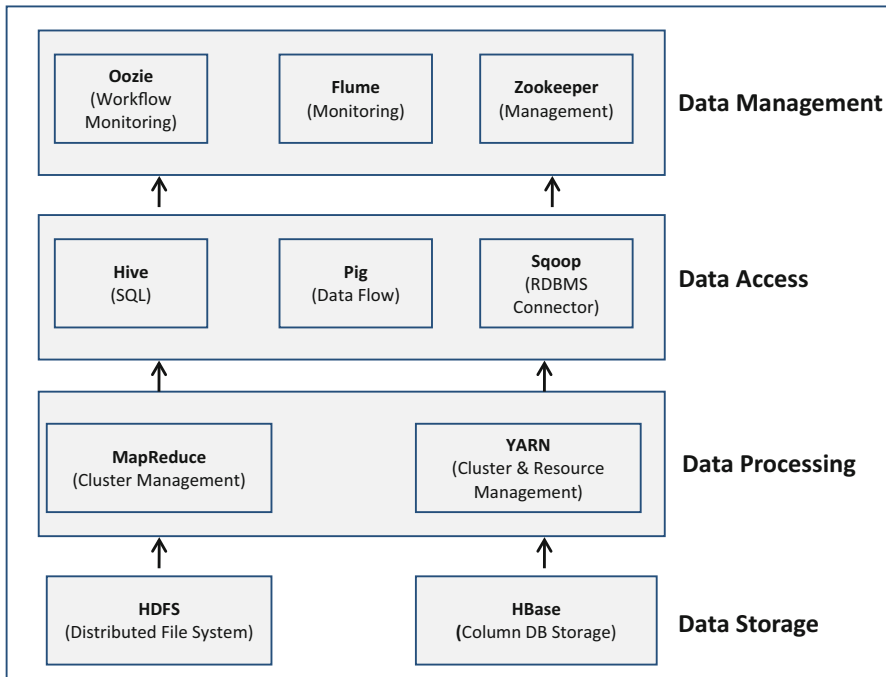 Oozie
(Workflow
Monitoring)
Flume
(Monitoring)
Zookeeper
(Management)
Data Management
Hive
(SQL)
Pig
(Data Flow)
Sqoop
(RDBMS
Connector)
Data Access
MapReduce
(Cluster Management)
YARN
(Cluster & Resource
Management)
Data Processing
HDFS
(Distributed File System)
HBase
(Column DB Storage)
Data Storage